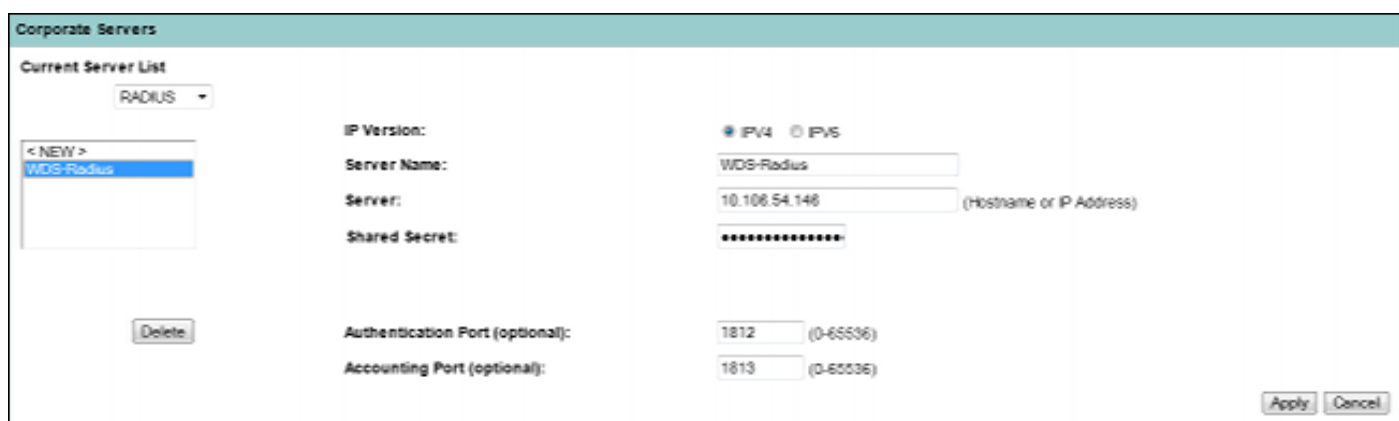 Corporate Servers
Current Server List
RADIUS
< NEW >
WDS-Radius
Delete
IP Version: IPV4 IPV6
Server Name: WDS-Radius
Server: 10.106.54.146 (Hostname or IP Address)
Shared Secret: ••••••••••••••
Authentication Port (optional): 1812 (0-65536)
Accounting Port (optional): 1813 (0-65536)
Apply Cancel